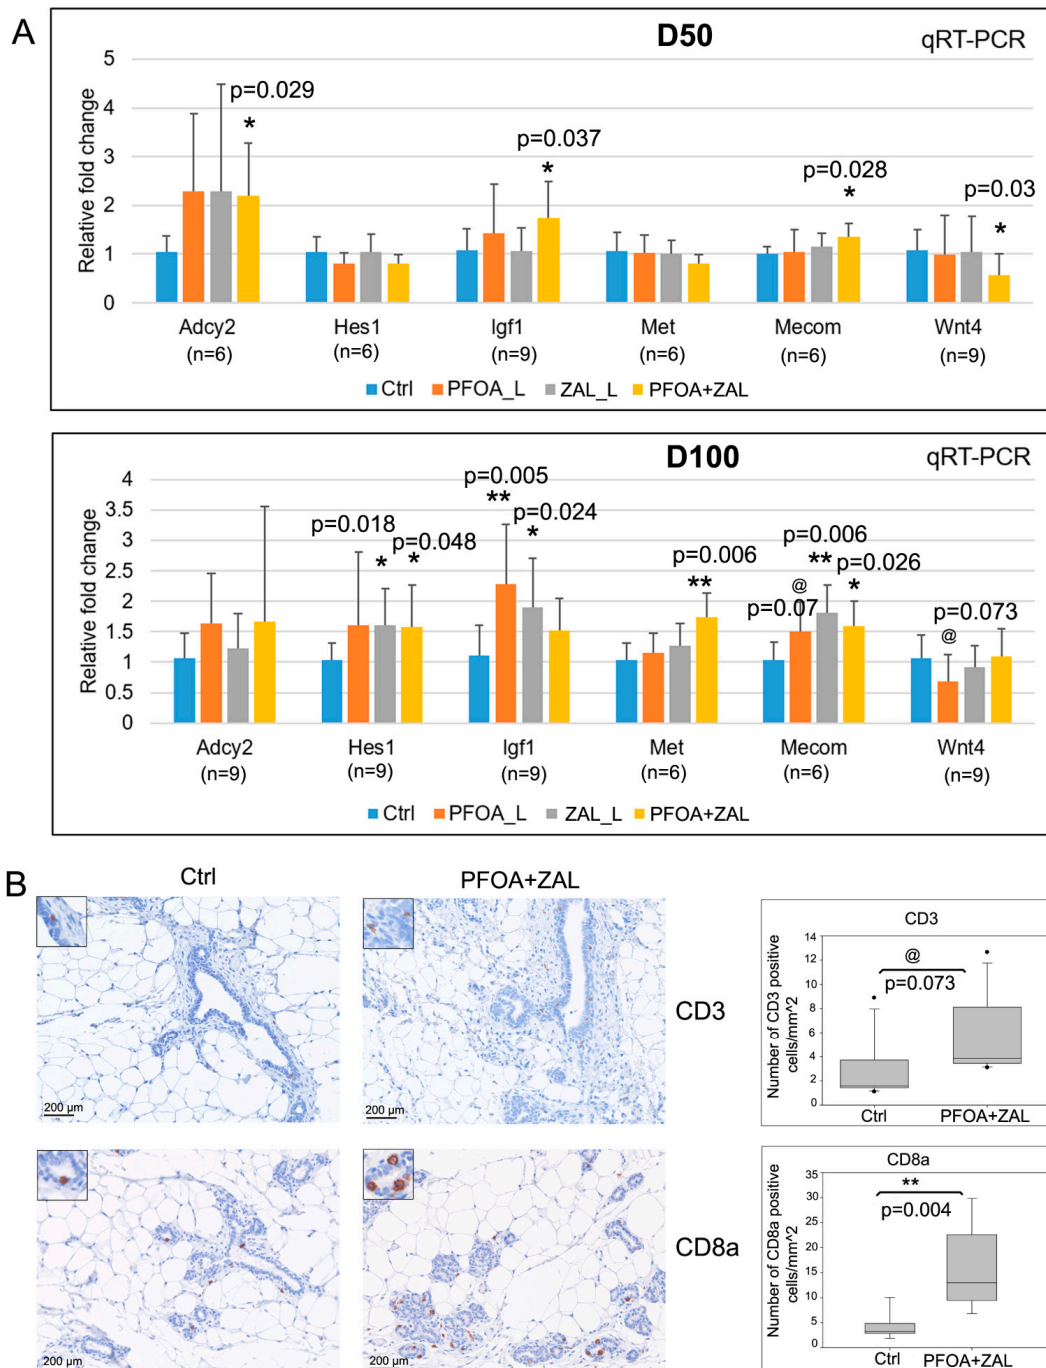 A
D50
qRT-PCR
Relative fold change
5
4
3
2
1
0
p=0.029
*
p=0.037
*
p=0.028
*
p=0.03
*
Adcy2 Hes1 Igf1 Met Mecom Wnt4
(n=6) (n=6) (n=9) (n=6) (n=6) (n=9)
Ctrl PFOA_L ZAL_L PFOA+ZAL
D100
qRT-PCR
Relative fold change
4
3.5
3
2.5
2
1.5
1
0.5
0
p=0.018
*
p=0.048
*
p=0.005
**
p=0.024
*
p=0.006
**
p=0.07
@
p=0.006
**
p=0.026
*
p=0.073
@
Adcy2 Hes1 Igf1 Met Mecom Wnt4
(n=9) (n=9) (n=9) (n=6) (n=6) (n=9)
Ctrl PFOA_L ZAL_L PFOA+ZAL
B
Ctrl PFOA+ZAL
200 µm
200 µm
CD3
CD3
Number of CD3 positive
cells/mm^2
14
12
10
8
6
4
2
0
@
p=0.073
Ctrl PFOA+ZAL
200 µm
200 µm
CD8a
CD8a
Number of CD8a positive
cells/mm^2
35
30
25
20
15
10
5
0
**
p=0.004
Ctrl PFOA+ZAL